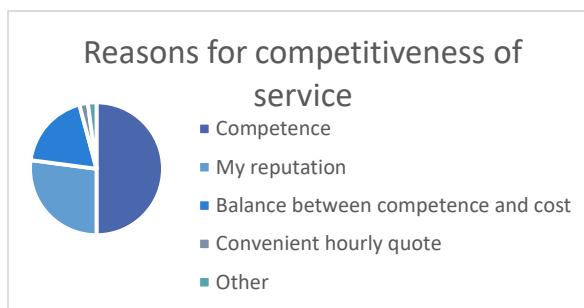 Reasons for competitiveness of
service
Competence
My reputation
Balance between competence and cost
Convenient hourly quote
Other